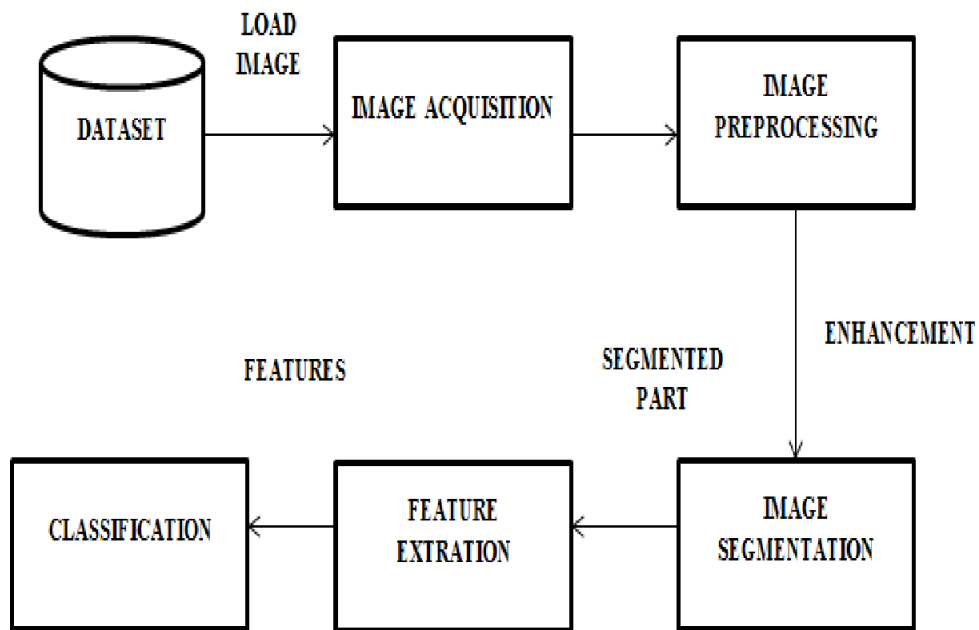 LOAD
IMAGE
DATASET
IMAGE ACQUISITION
IMAGE
PREPROCESSING
ENHANCEMENT
SEGMENTED
PART
FEATURES
CLASSIFICATION
FEATURE
EXTRATION
IMAGE
SEGMENTATION